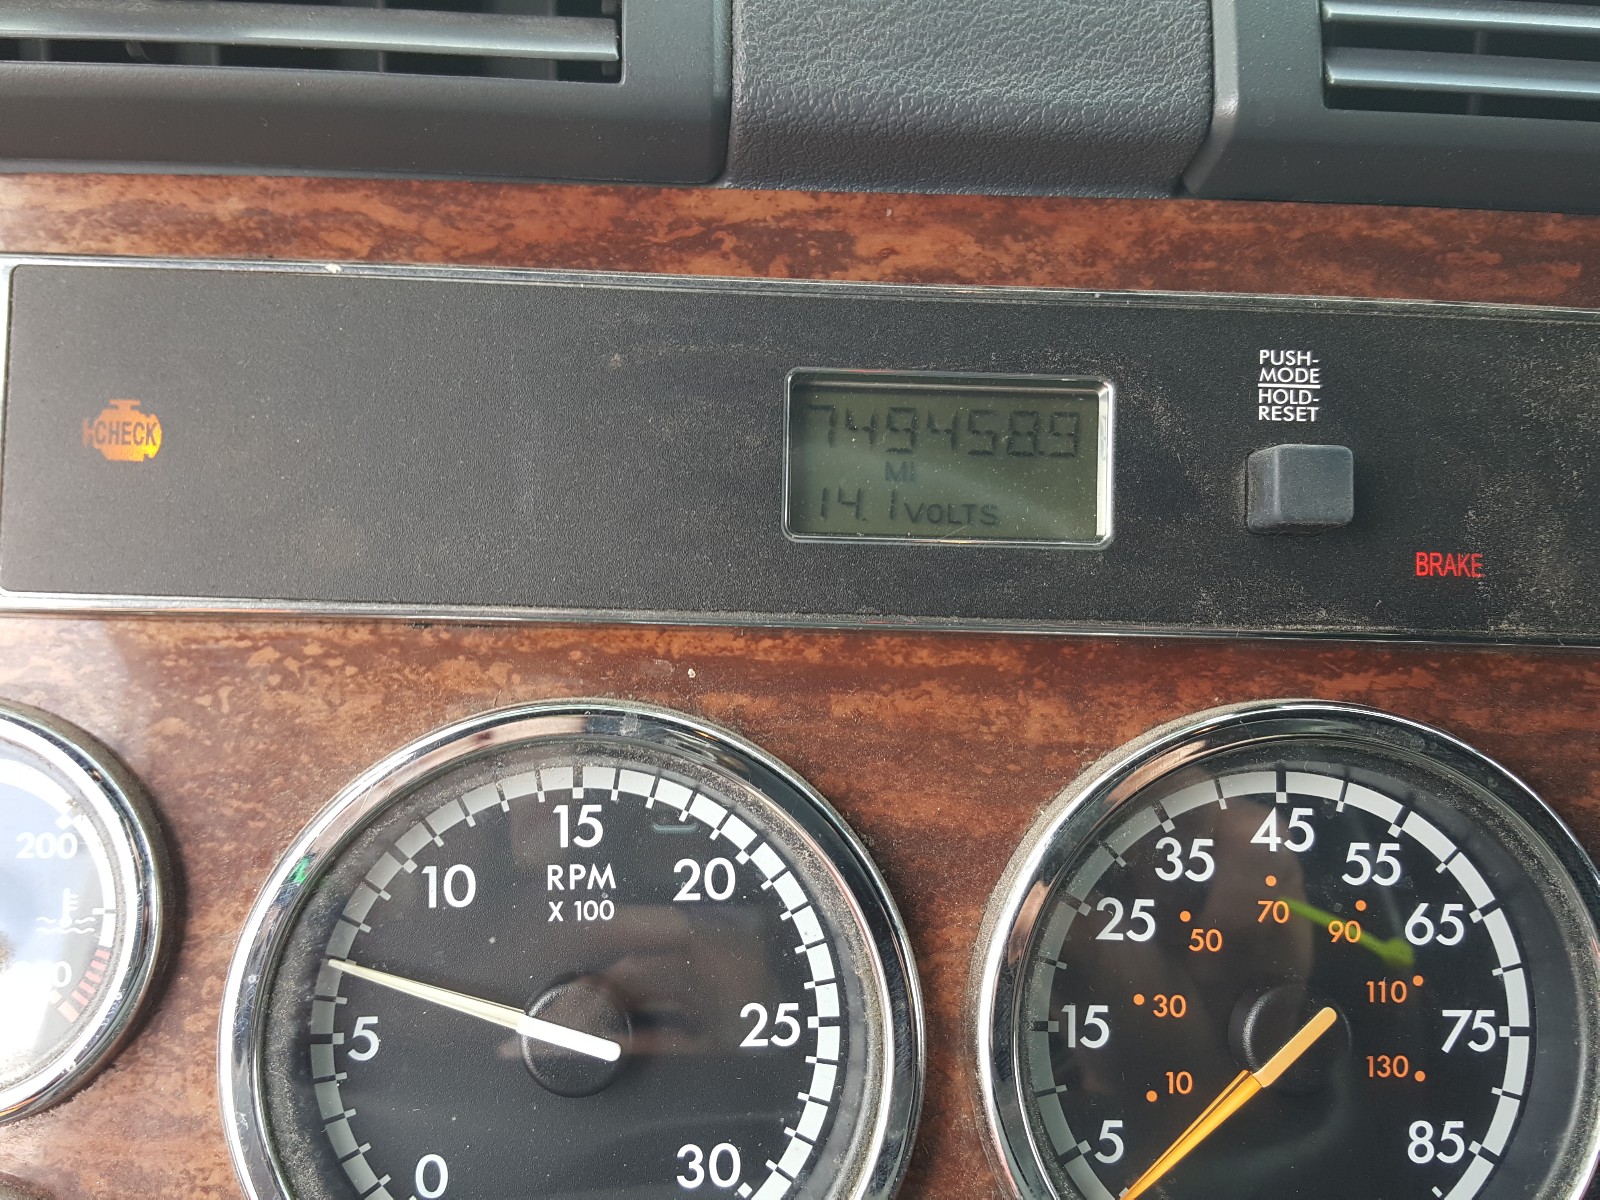 CHECK
749458.9
MI
14.1 VOLTS
PUSH-
MODE
HOLD-
RESET
BRAKE
200
0 5 10 15 20 25 30
RPM
X 100
5 15 25 35 45 55 65 75 85
10 30 50 70 90 110 130